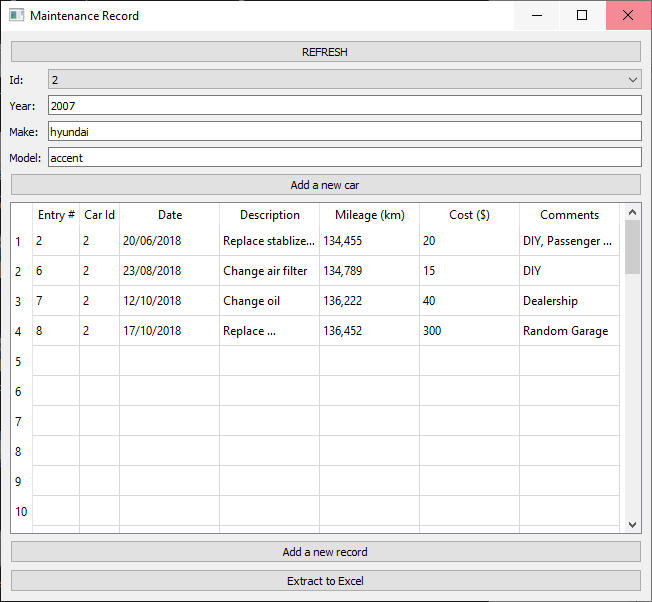 Maintenance Record
REFRESH
Id: 2
Year: 2007
Make: hyundai
Model: accent
Add a new car
Entry # Car Id Date Description Mileage (km) Cost ($) Comments
1 2 2 20/06/2018 Replace stablize... 134,455 20 DIY, Passenger ...
2 6 2 23/08/2018 Change air filter 134,789 15 DIY
3 7 2 12/10/2018 Change oil 136,222 40 Dealership
4 8 2 17/10/2018 Replace ... 136,452 300 Random Garage
5
6
7
8
9
10
Add a new record
Extract to Excel